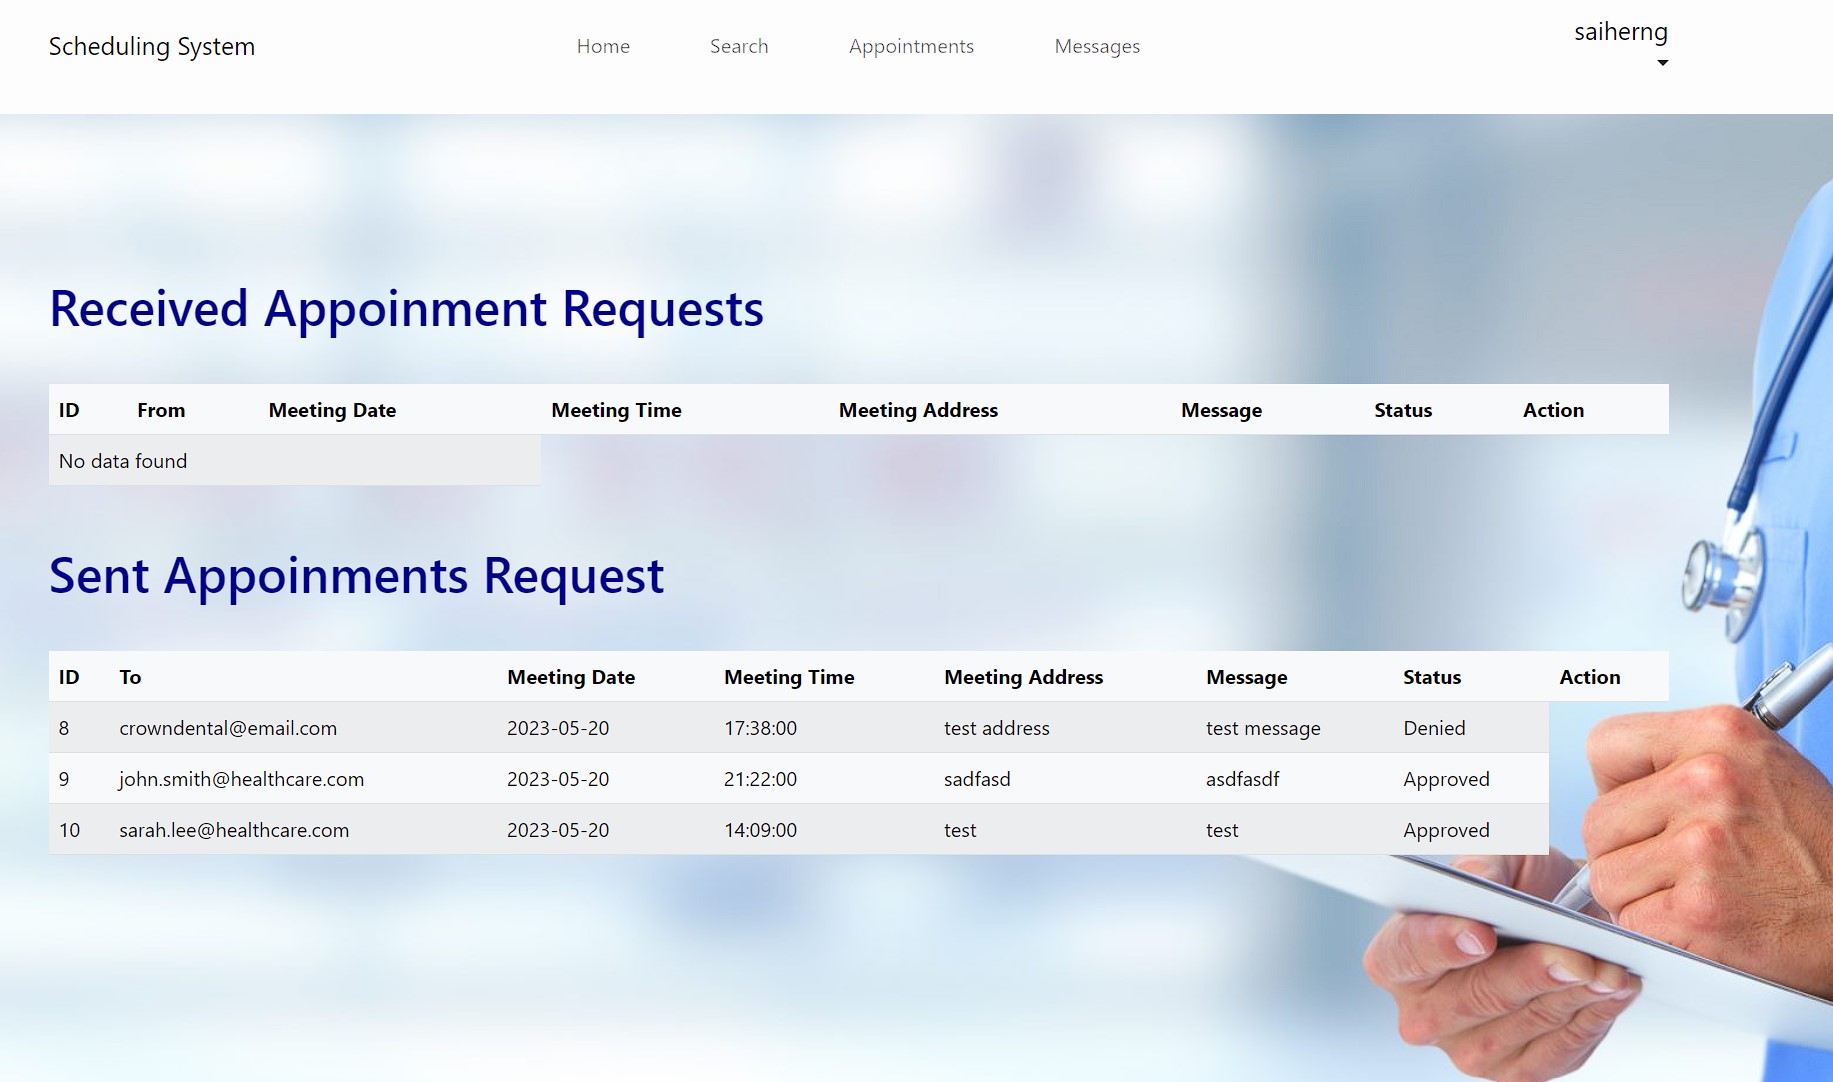 Scheduling System Home Search Appointments Messages saiherng
Received Appoinment Requests
ID From Meeting Date Meeting Time Meeting Address Message Status Action
No data found
Sent Appoinments Request
ID To Meeting Date Meeting Time Meeting Address Message Status Action
8 crowndental@email.com 2023-05-20 17:38:00 test address test message Denied
9 john.smith@healthcare.com 2023-05-20 21:22:00 sadfasd asdfasdf Approved
10 sarah.lee@healthcare.com 2023-05-20 14:09:00 test test Approved